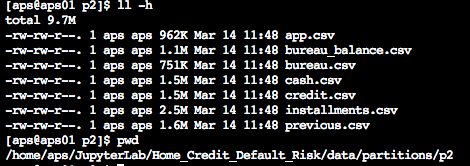 [aps@aps01 p2]$ ll -h
total 9.7M
-rw-rw-r--. 1 aps aps 962K Mar 14 11:48 app.csv
-rw-rw-r--. 1 aps aps 1.1M Mar 14 11:48 bureau_balance.csv
-rw-rw-r--. 1 aps aps 751K Mar 14 11:48 bureau.csv
-rw-rw-r--. 1 aps aps 1.5M Mar 14 11:48 cash.csv
-rw-rw-r--. 1 aps aps 1.5M Mar 14 11:48 credit.csv
-rw-rw-r--. 1 aps aps 2.5M Mar 14 11:48 installments.csv
-rw-rw-r--. 1 aps aps 1.6M Mar 14 11:48 previous.csv
[aps@aps01 p2]$ pwd
/home/aps/JupyterLab/Home_Credit_Default_Risk/data/partitions/p2